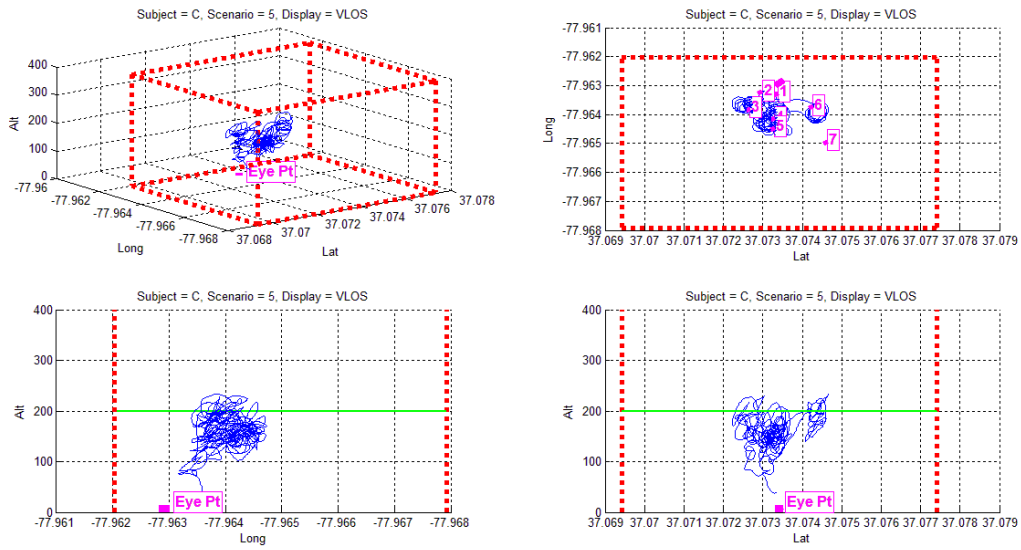 Subject = C, Scenario = 5, Display = VLOS
400
300
200
100
0
Alt
-77.96
-77.962
-77.964
-77.966
-77.968
Long
37.068
37.07
37.072
37.074
37.076
37.078
Lat
Eye Pt
Subject = C, Scenario = 5, Display = VLOS
-77.961
-77.962
-77.963
-77.964
-77.965
-77.966
-77.967
-77.968
Long
2
1
3
5
6
7
37.069 37.07 37.071 37.072 37.073 37.074 37.075 37.076 37.077 37.078 37.079
Lat
Subject = C, Scenario = 5, Display = VLOS
400
300
200
100
0
Alt
Eye Pt
-77.961 -77.962 -77.963 -77.964 -77.965 -77.966 -77.967 -77.968
Long
Subject = C, Scenario = 5, Display = VLOS
400
300
200
100
0
Alt
Eye Pt
37.069 37.07 37.071 37.072 37.073 37.074 37.075 37.076 37.077 37.078 37.079
Lat